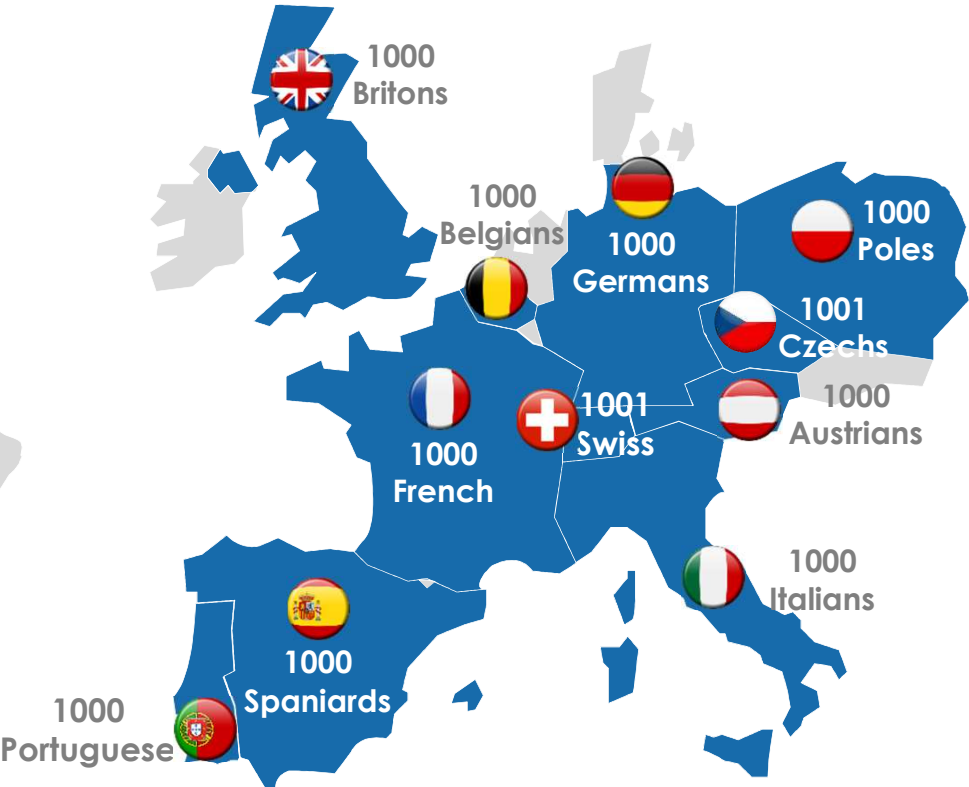 1000
Britons
1000
Belgians
1000
Germans
1000
Poles
1001
Czechs
1000
Austrians
1001
Swiss
1000
French
1000
Italians
1000
Spaniards
1000
Portuguese